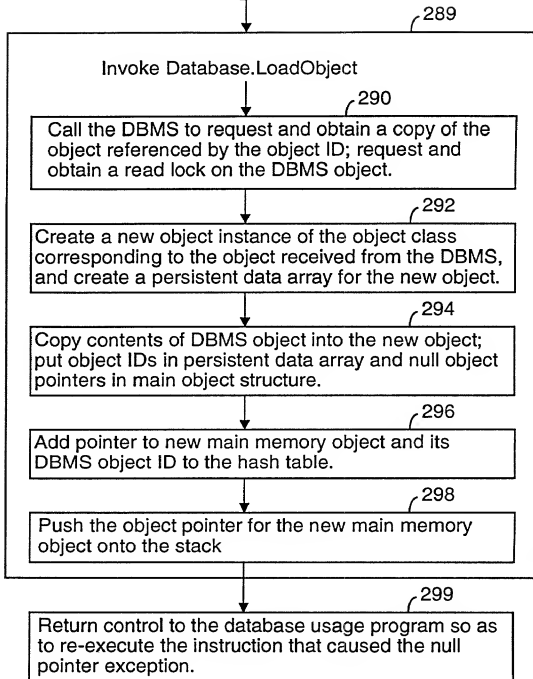 289
Invoke Database.LoadObject
290
Call the DBMS to request and obtain a copy of the
object referenced by the object ID; request and
obtain a read lock on the DBMS object.
292
Create a new object instance of the object class
corresponding to the object received from the DBMS,
and create a persistent data array for the new object.
294
Copy contents of DBMS object into the new object;
put object IDs in persistent data array and null object
pointers in main object structure.
296
Add pointer to new main memory object and its
DBMS object ID to the hash table.
298
Push the object pointer for the new main memory
object onto the stack
299
Return control to the database usage program so as
to re-execute the instruction that caused the null
pointer exception.